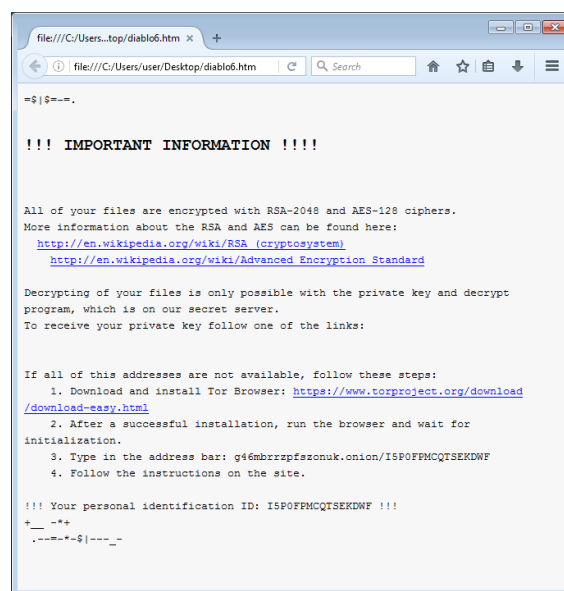 file:///C:/Users...top/diablo6.htm × +
file:///C:/Users/user/Desktop/diablo6.htm Search
=$|$=-=.
!!! IMPORTANT INFORMATION !!!!
All of your files are encrypted with RSA-2048 and AES-128 ciphers.
More information about the RSA and AES can be found here:
http://en.wikipedia.org/wiki/RSA (cryptosystem)
http://en.wikipedia.org/wiki/Advanced Encryption Standard
Decrypting of your files is only possible with the private key and decrypt
program, which is on our secret server.
To receive your private key follow one of the links:
If all of this addresses are not available, follow these steps:
1. Download and install Tor Browser: https://www.torproject.org/download
/download-easy.html
2. After a successful installation, run the browser and wait for
initialization.
3. Type in the address bar: g46mbrrzpfszonuk.onion/I5P0FPMCQTSEKDWF
4. Follow the instructions on the site.
!!! Your personal identification ID: I5P0FPMCQTSEKDWF !!!
+__ -*+
.--=-*-$|---_-